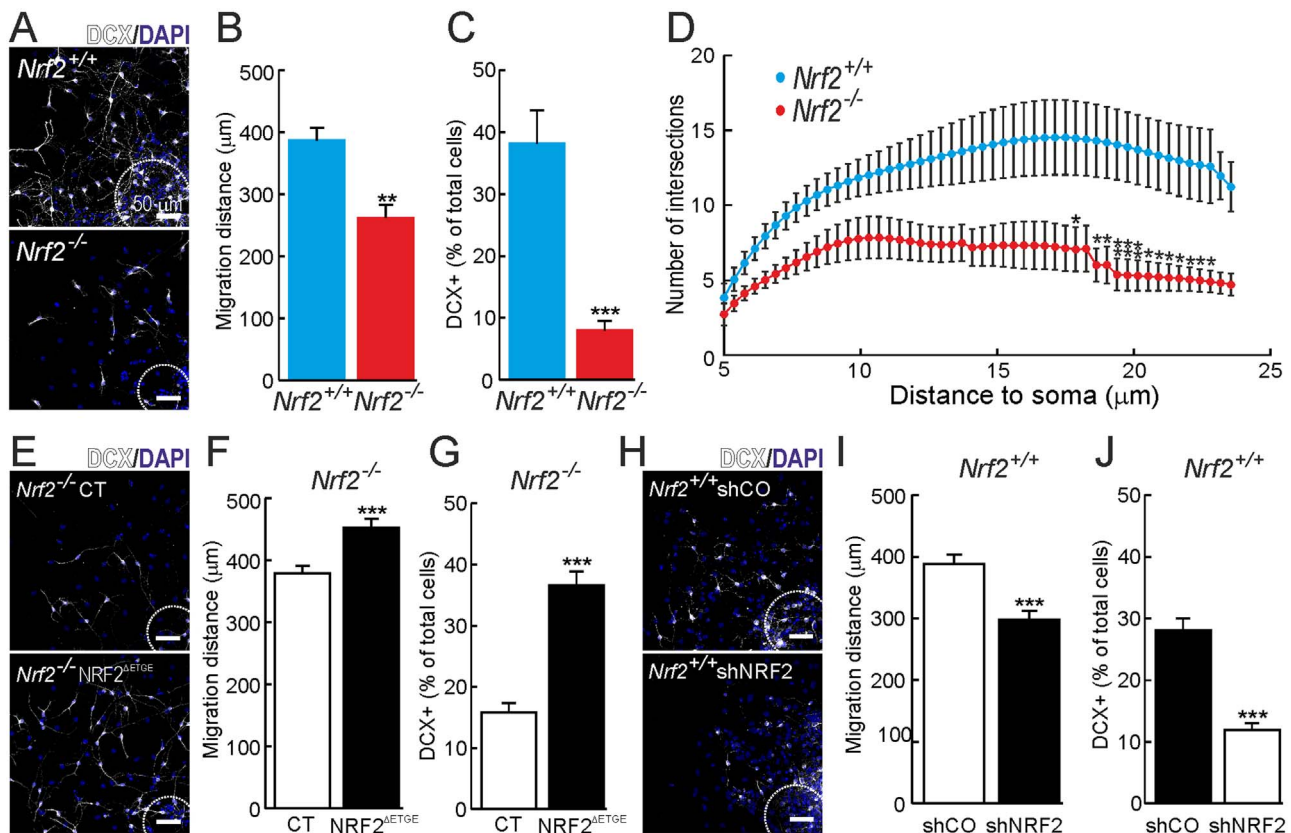 A
DCX/DAPI
Nrf2+/+
50 µm
Nrf2-/-
B
Migration distance (µm)
500
400
300
200
100
0
**
Nrf2+/+ Nrf2-/-
C
DCX+ (% of total cells)
50
40
30
20
10
0
***
Nrf2+/+ Nrf2-/-
D
Number of intersections
20
15
10
5
0
Nrf2+/+
Nrf2-/-
5 10 15 20 25
Distance to soma (µm)
E
DCX/DAPI
Nrf2-/- CT
Nrf2-/- NRF2ΔETGE
F
Nrf2-/-
Migration distance (µm)
500
400
300
200
100
0
***
CT NRF2ΔETGE
G
Nrf2-/-
DCX+ (% of total cells)
50
40
30
20
10
0
***
CT NRF2ΔETGE
H
DCX/DAPI
Nrf2+/+ shCO
Nrf2+/+ shNRF2
I
Nrf2+/+
Migration distance (µm)
500
400
300
200
100
0
***
shCO shNRF2
J
Nrf2+/+
DCX+ (% of total cells)
50
40
30
20
10
0
***
shCO shNRF2